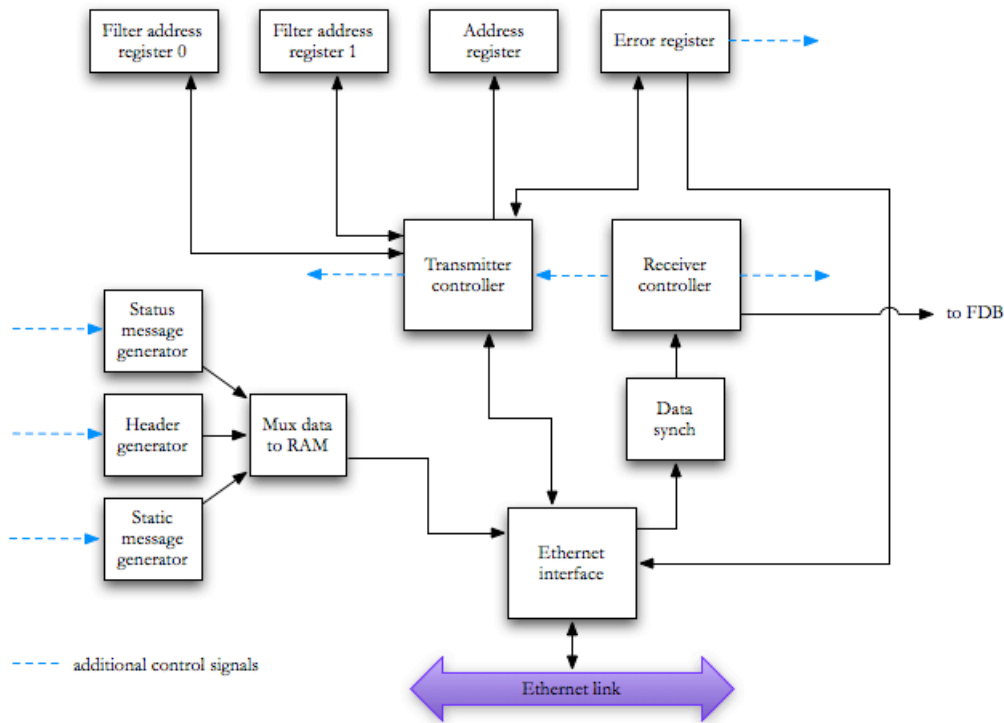 Filter address
register 0
Filter address
register 1
Address
register
Error register
Transmitter
controller
Receiver
controller
Status
message
generator
to FDB
Header
generator
Mux data
to RAM
Data
synch
Static
message
generator
Ethernet
interface
additional control signals
Ethernet link